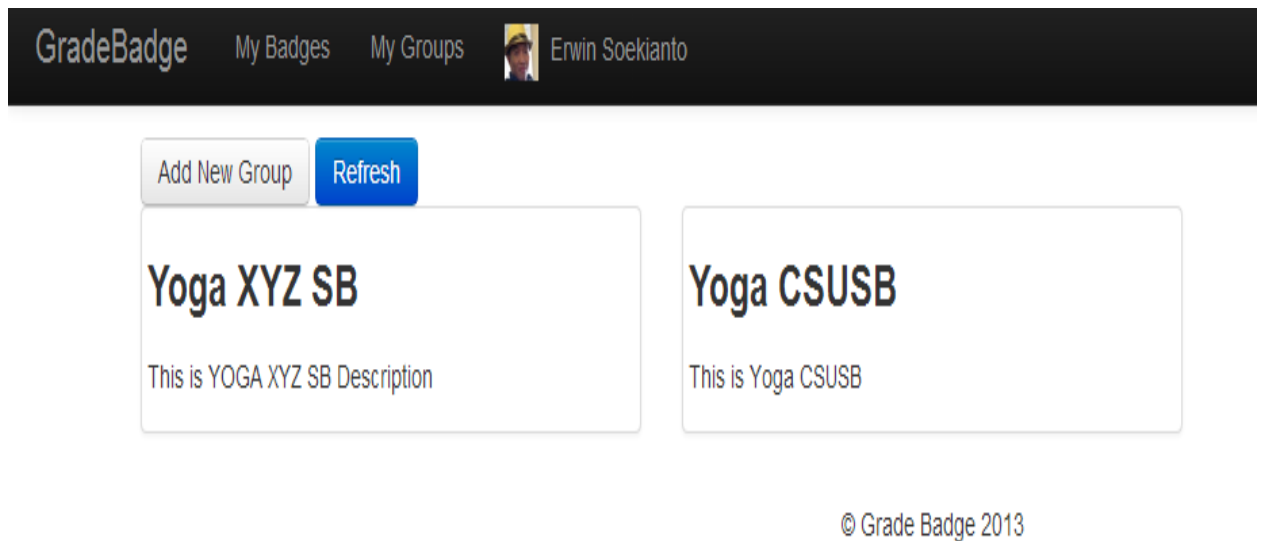 GradeBadge My Badges My Groups Erwin Soekianto
Add New Group Refresh
Yoga XYZ SB
This is YOGA XYZ SB Description
Yoga CSUSB
This is Yoga CSUSB
© Grade Badge 2013